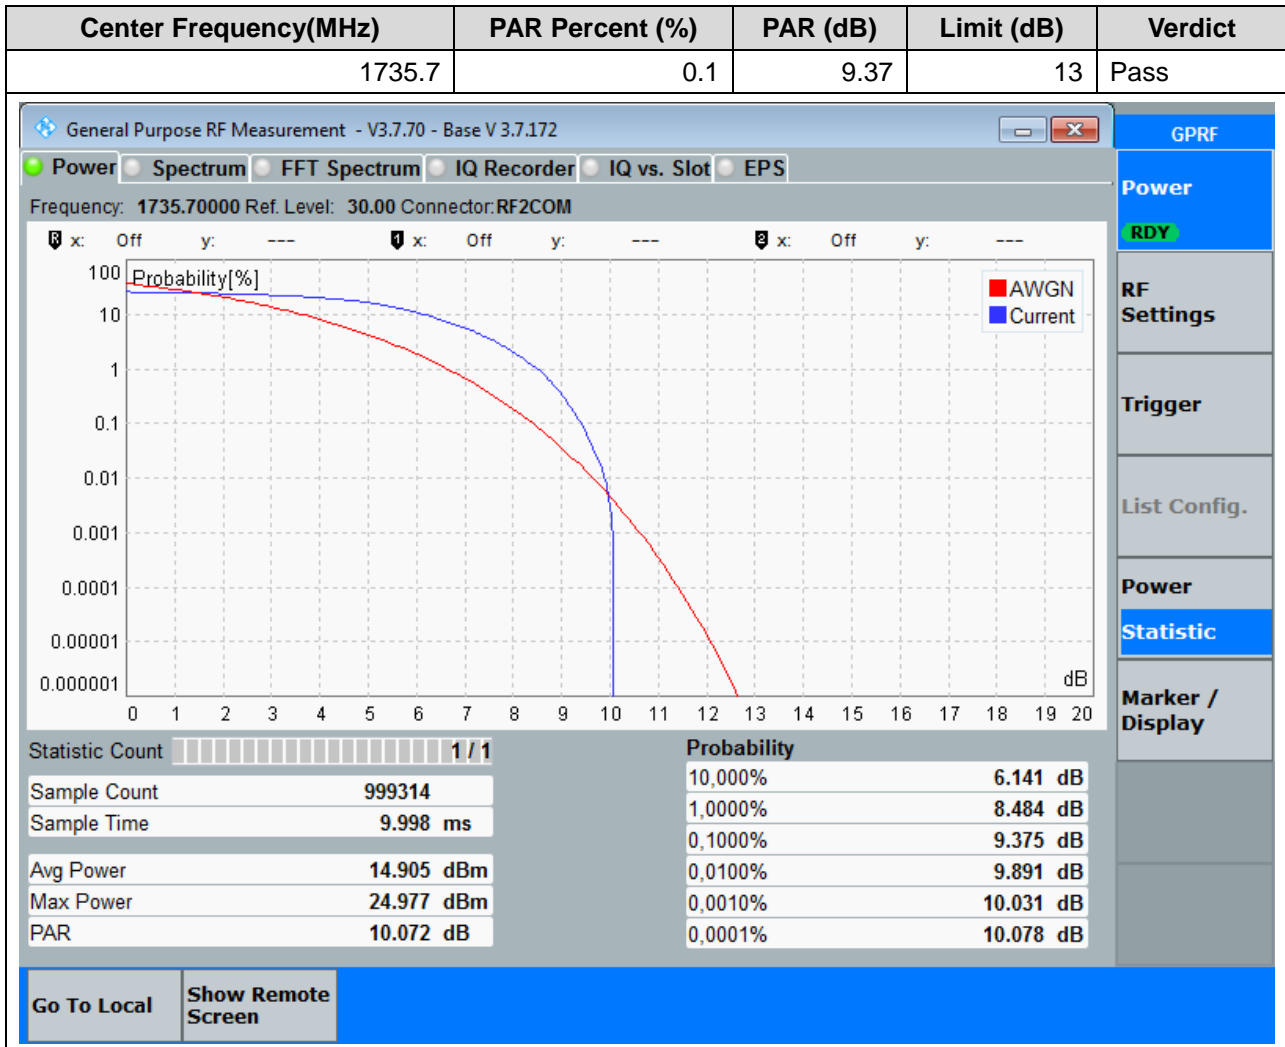 Center Frequency(MHz) PAR Percent (%) PAR (dB) Limit (dB) Verdict
1735.7 0.1 9.37 13 Pass
General Purpose RF Measurement - V3.7.70 - Base V 3.7.172
GPRF
Power Spectrum FFT Spectrum IQ Recorder IQ vs. Slot EPS
Frequency: 1735.70000 Ref. Level: 30.00 Connector:RF2COM
R x: Off y: --- 1 x: Off y: --- 2 x: Off y: ---
Probability[%]
AWGN
Current
100
10
1
0.1
0.01
0.001
0.0001
0.00001
0.000001
dB
0 1 2 3 4 5 6 7 8 9 10 11 12 13 14 15 16 17 18 19 20
Statistic Count 1 / 1
Sample Count 999314
Sample Time 9.998 ms
Avg Power 14.905 dBm
Max Power 24.977 dBm
PAR 10.072 dB
Probability
10,000% 6.141 dB
1,0000% 8.484 dB
0,1000% 9.375 dB
0,0100% 9.891 dB
0,0010% 10.031 dB
0,0001% 10.078 dB
Power
RDY
RF
Settings
Trigger
List Config.
Power
Statistic
Marker /
Display
Go To Local
Show Remote
Screen